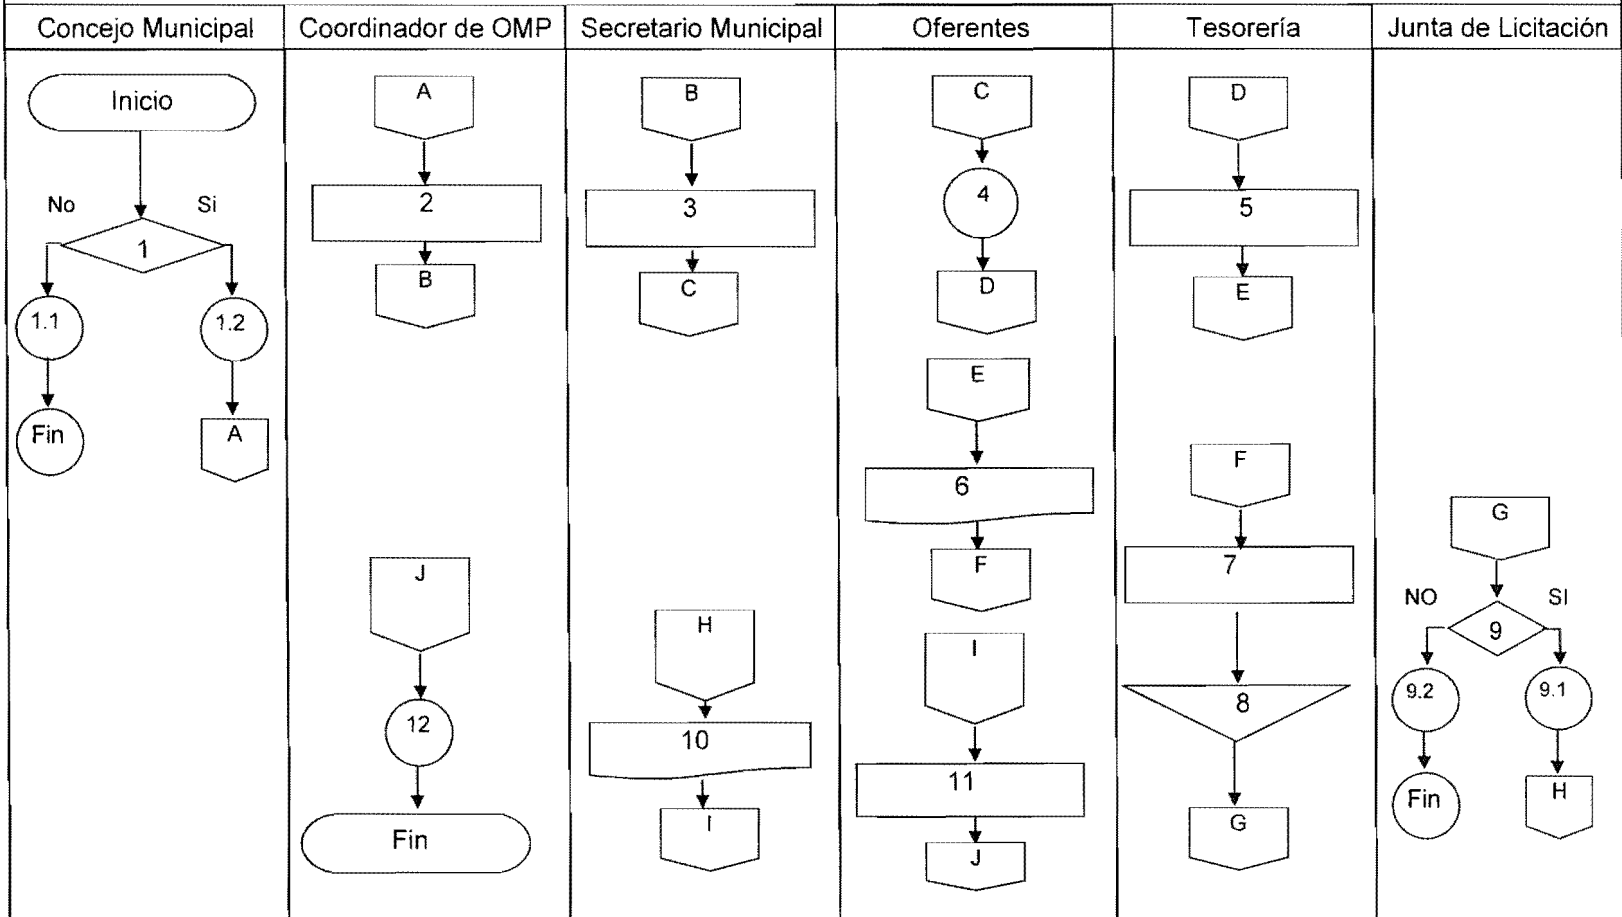 Concejo Municipal
Coordinador de OMP
Secretario Municipal
Oferentes
Tesorería
Junta de Licitación
Inicio
No
Si
1
1.1
1.2
Fin
A
A
2
B
J
12
Fin
B
3
C
H
10
I
C
4
D
E
6
F
I
11
J
D
5
E
F
7
8
G
G
NO
SI
9
9.2
9.1
Fin
H